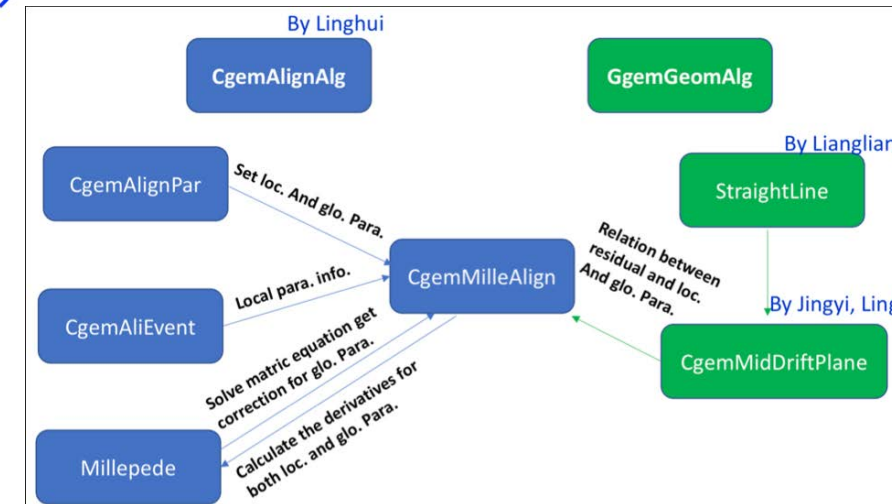 By Linghui
CgemAlignAlg
GgemGeomAlg
By Lianglian
CgemAlignPar
Set loc. And glo. Para.
StraightLine
Relation between
residual and loc.
And glo. Para.
CgemMilleAlign
Local para. info.
CgemAliEvent
By Jingyi, Ling
CgemMidDriftPlane
Solve matric equation get
correction for glo. Para.
Calculate the derivatives for
both loc. and glo. Para.
Millepede